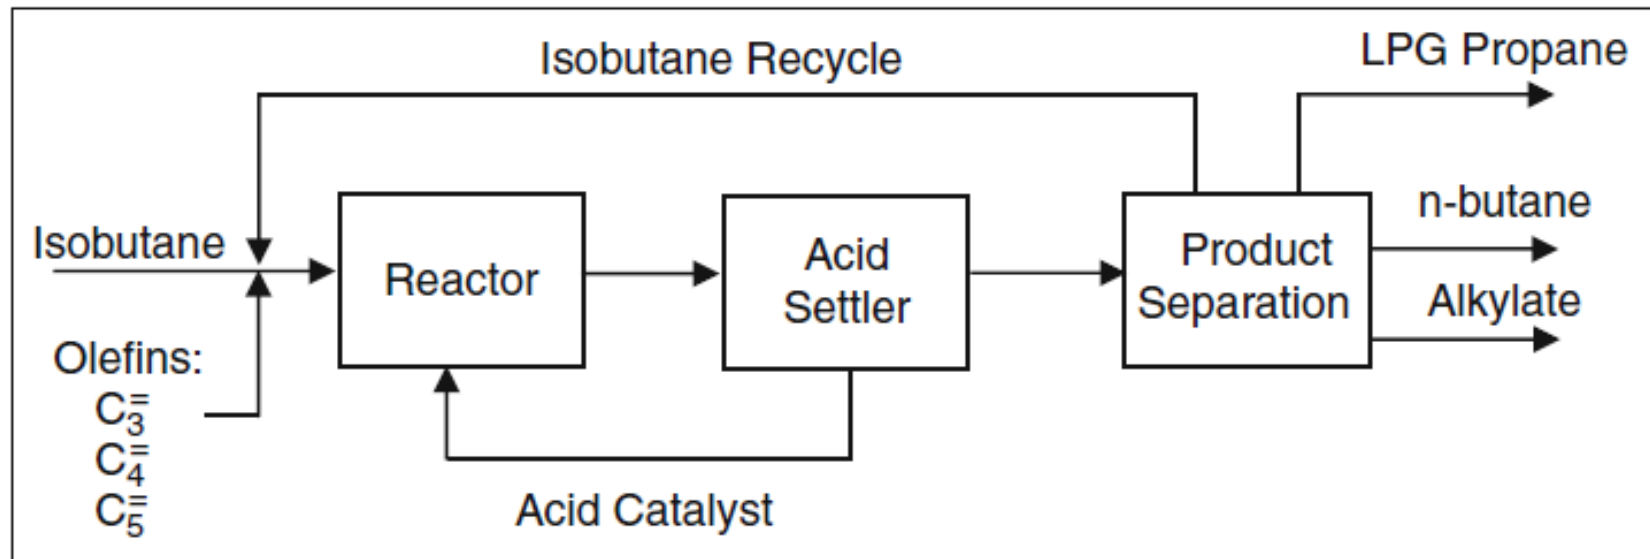 Isobutane Recycle
LPG Propane
n-butane
Alkylate
Isobutane
Reactor
Acid
Settler
Product
Separation
Olefins:
C₃⁼
C₄⁼
C₅⁼
Acid Catalyst